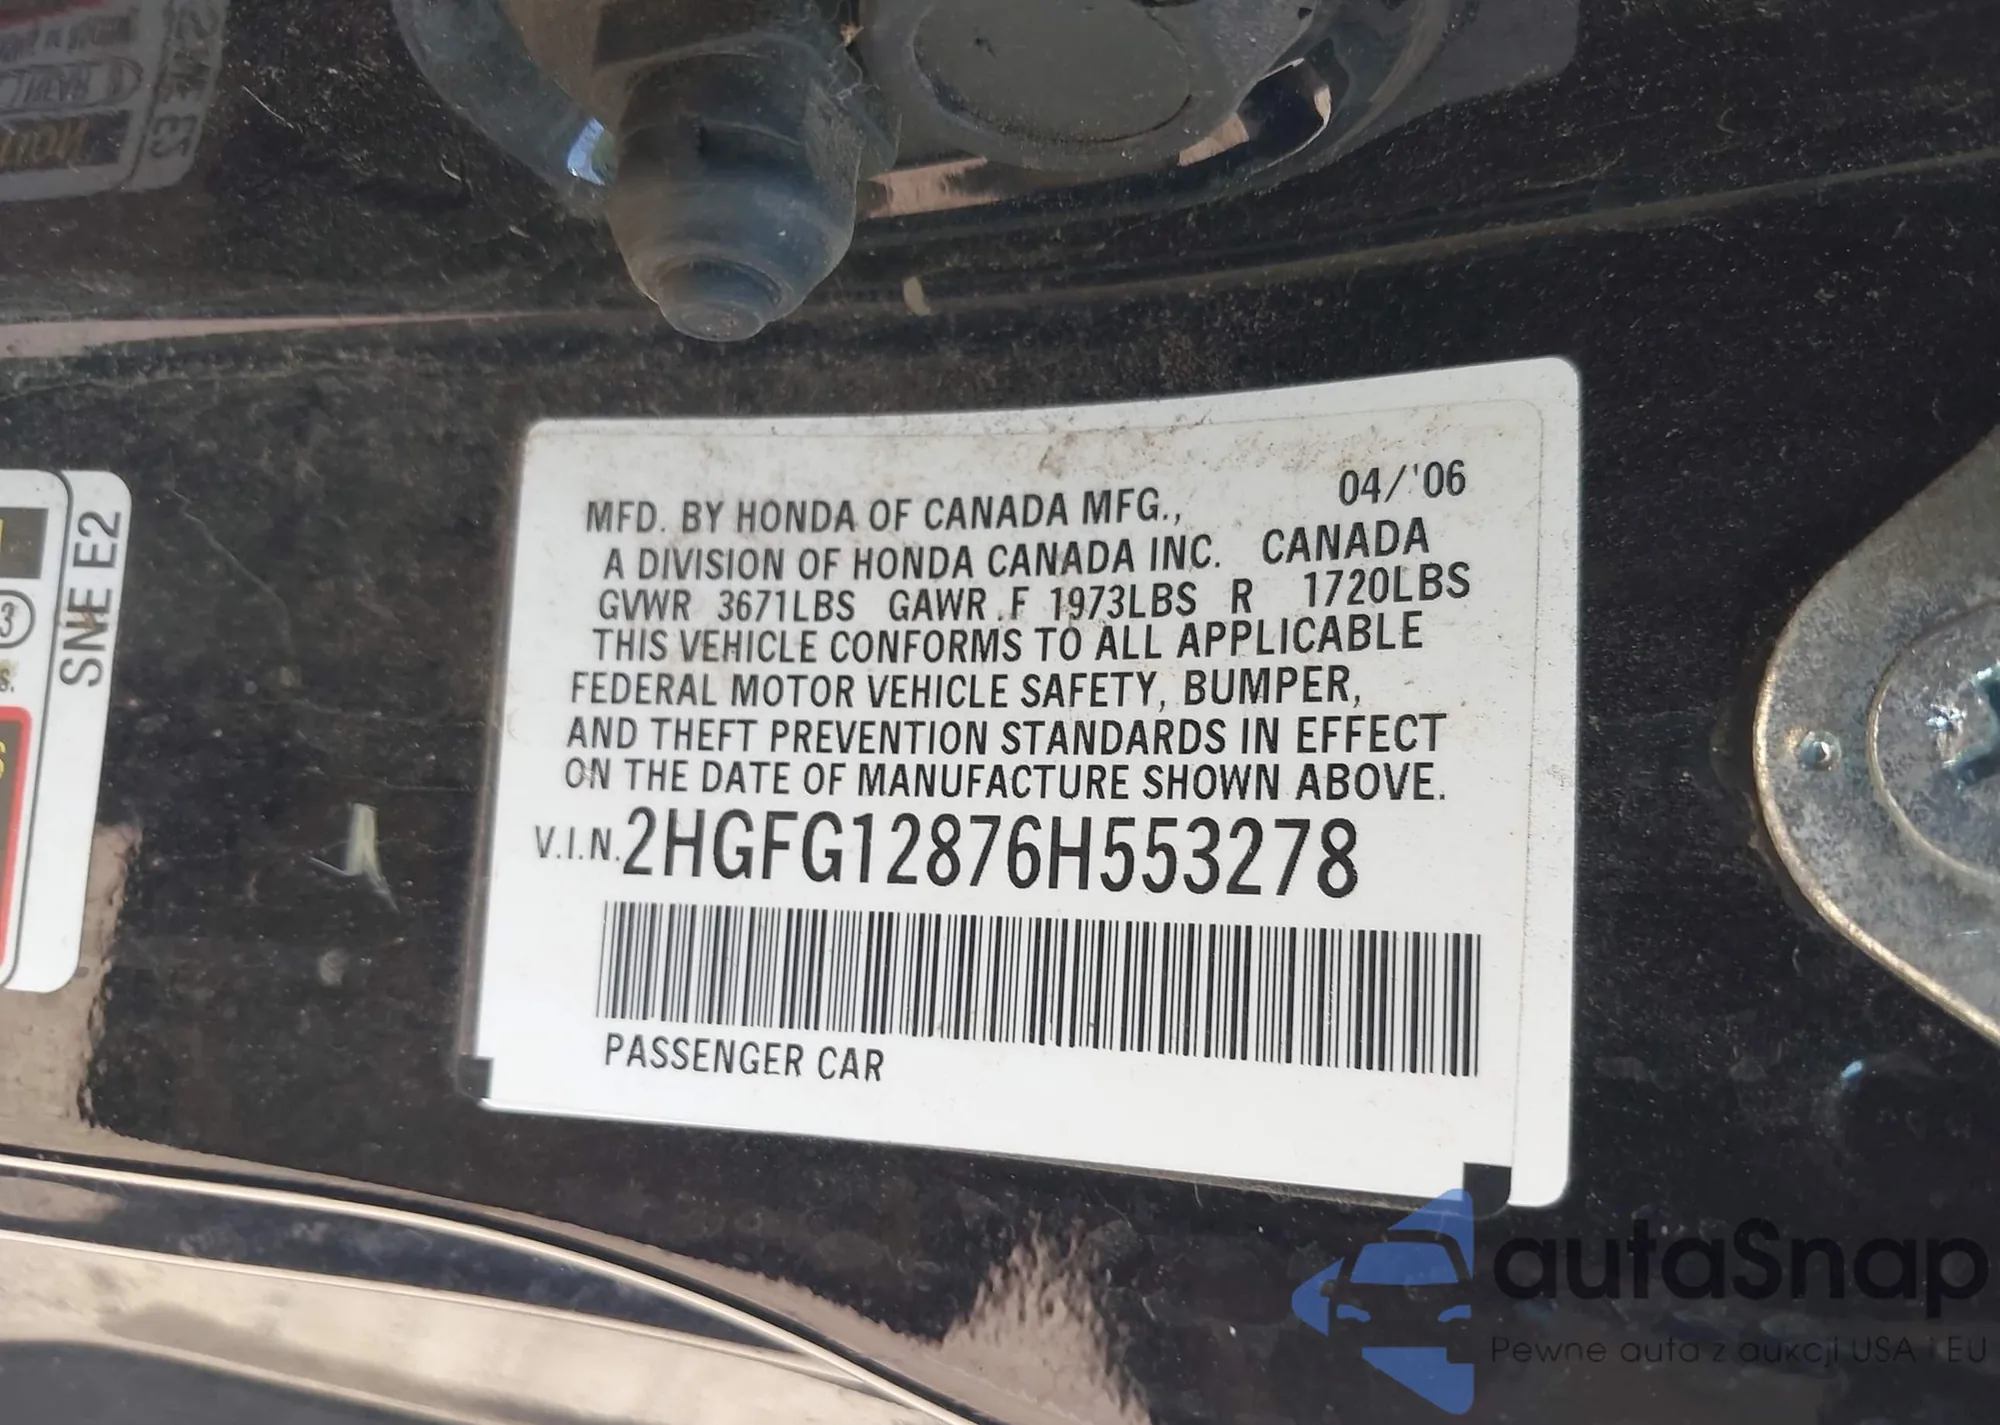 SNE E2
3
04/'06
MFD. BY HONDA OF CANADA MFG.,
A DIVISION OF HONDA CANADA INC. CANADA
GVWR 3671LBS GAWR F 1973LBS R 1720LBS
THIS VEHICLE CONFORMS TO ALL APPLICABLE
FEDERAL MOTOR VEHICLE SAFETY, BUMPER,
AND THEFT PREVENTION STANDARDS IN EFFECT
ON THE DATE OF MANUFACTURE SHOWN ABOVE.
V.I.N. 2HGFG12876H553278
PASSENGER CAR
autaSnap
Pewne auta z aukcji USA i EU